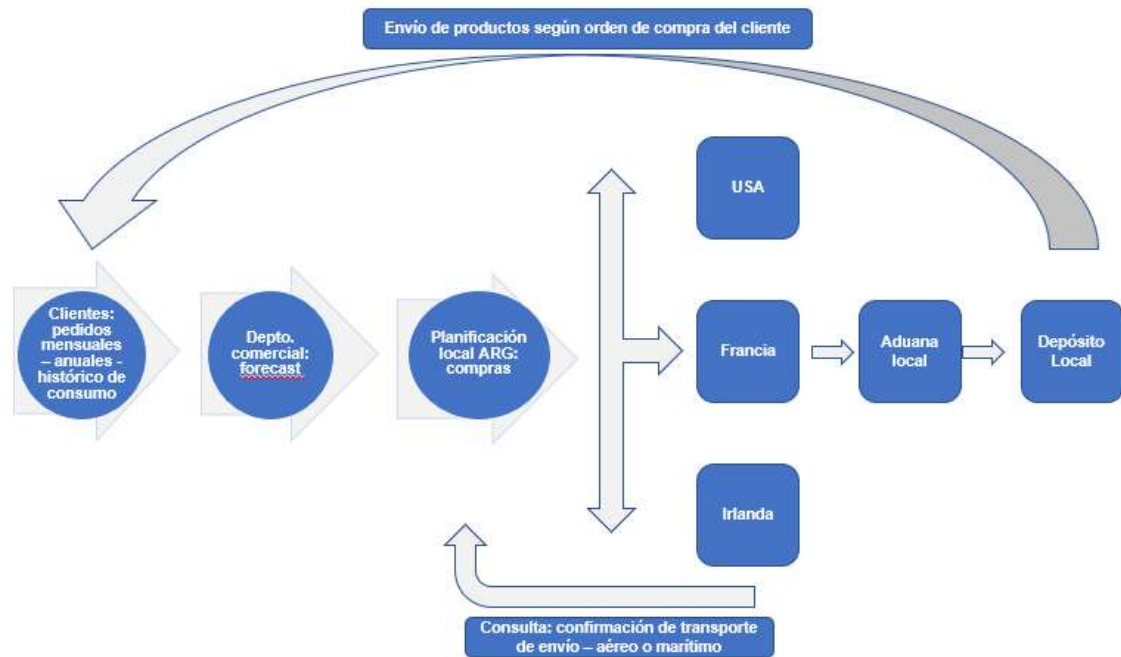 Envío de productos según orden de compra del cliente
USA
Clientes:
pedidos
mensuales
– anuales -
histórico de
consumo
Depto.
comercial:
forecast
Planificación
local ARG:
compras
Francia
Aduana
local
Depósito
Local
Irlanda
Consulta: confirmación de transporte
de envío – aéreo o marítimo